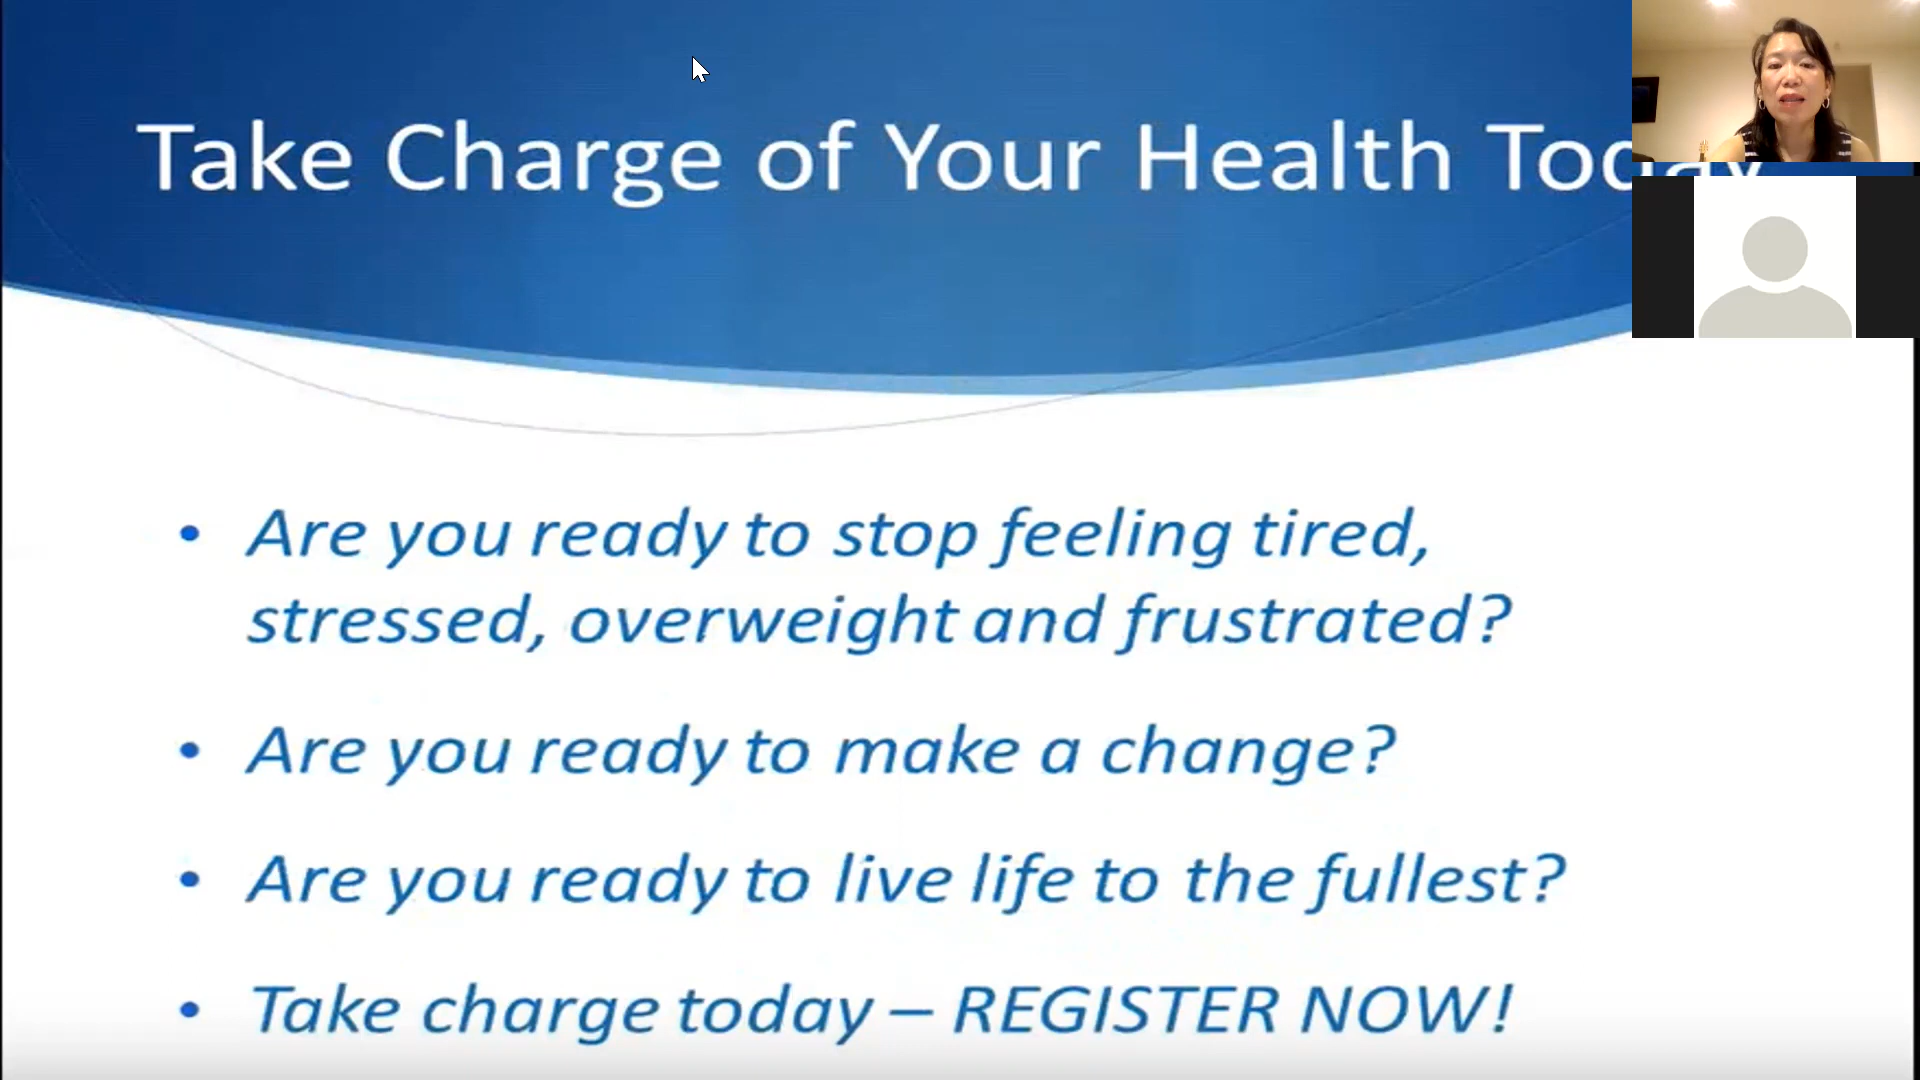 Take Charge of Your Health Today
• Are you ready to stop feeling tired,
stressed, overweight and frustrated?
• Are you ready to make a change?
• Are you ready to live life to the fullest?
• Take charge today – REGISTER NOW!